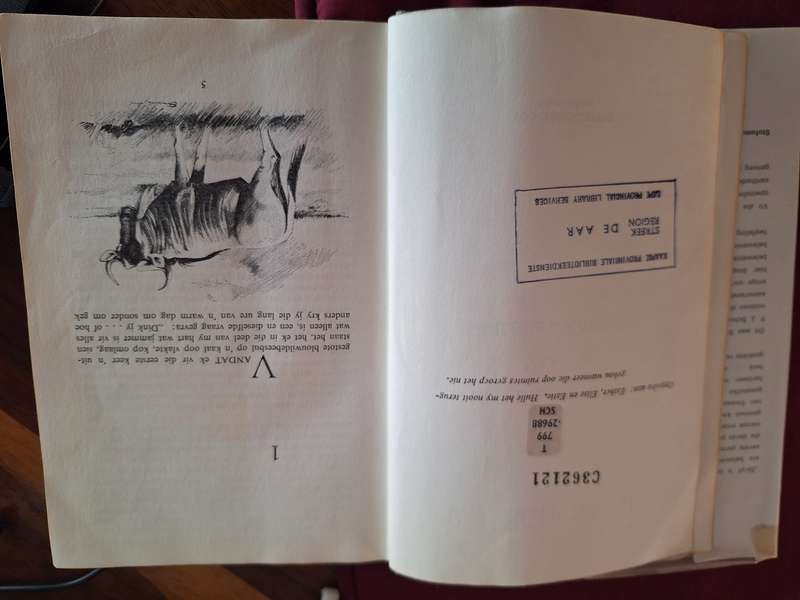 C362121
T
799
.2968B
SCH
Opgedra aan: Esther, Elise en Estie. Hulle het my nooit terug-
gehou wanneer die oop ruimtes geroep het nie.
KAAPSE PROVINSIALE BIBLIOTEEKDIENSTE
STREEK
REGION DE AAR
CAPE PROVINCIAL LIBRARY SERVICES
1
VANDAT ek vir die eerste keer 'n uit-
gestote blouwildebeesbul op 'n kaal oop vlakte, kop omlaag, sien
staan het, het ek in die deel van my hart wat jammer is vir alles
wat alleen is, een en dieselfde vraag gevra: „Dink jy . . . of hoe
anders kry jy die lang ure van 'n warm dag om sonder om gek
5